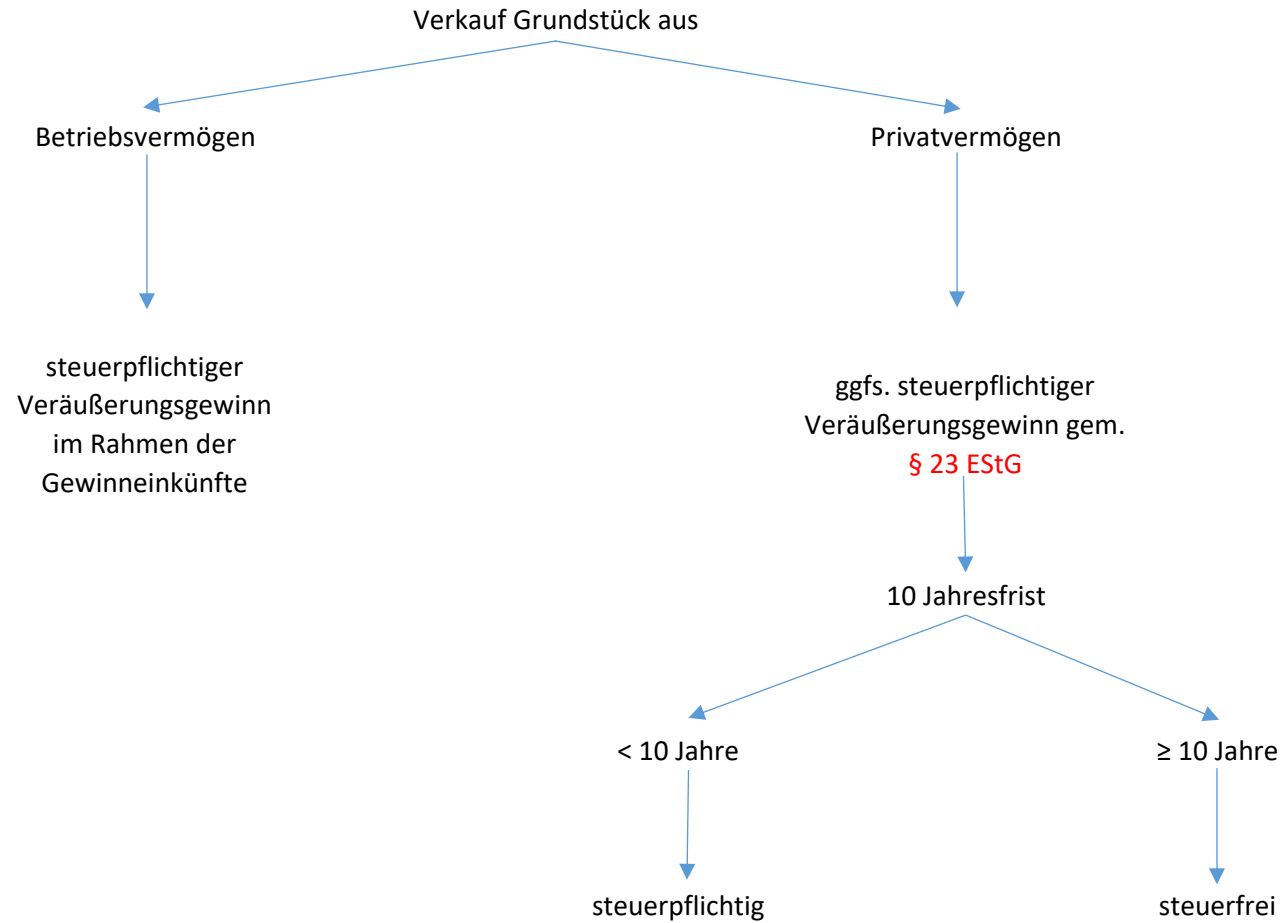 Verkauf Grundstück aus
Betriebsvermögen
Privatvermögen
steuerpflichtiger
Veräußerungsgewinn
im Rahmen der
Gewinneinkünfte
ggfs. steuerpflichtiger
Veräußerungsgewinn gem.
§ 23 EStG
10 Jahresfrist
< 10 Jahre
≥ 10 Jahre
steuerpflichtig
steuerfrei